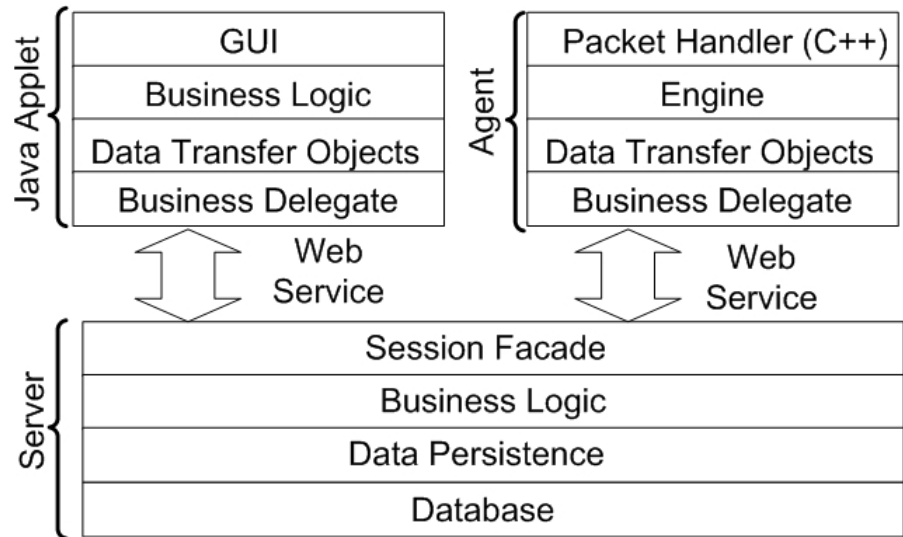 Java Applet
GUI
Business Logic
Data Transfer Objects
Business Delegate
Agent
Packet Handler (C++)
Engine
Data Transfer Objects
Business Delegate
Web
Service
Web
Service
Server
Session Facade
Business Logic
Data Persistence
Database